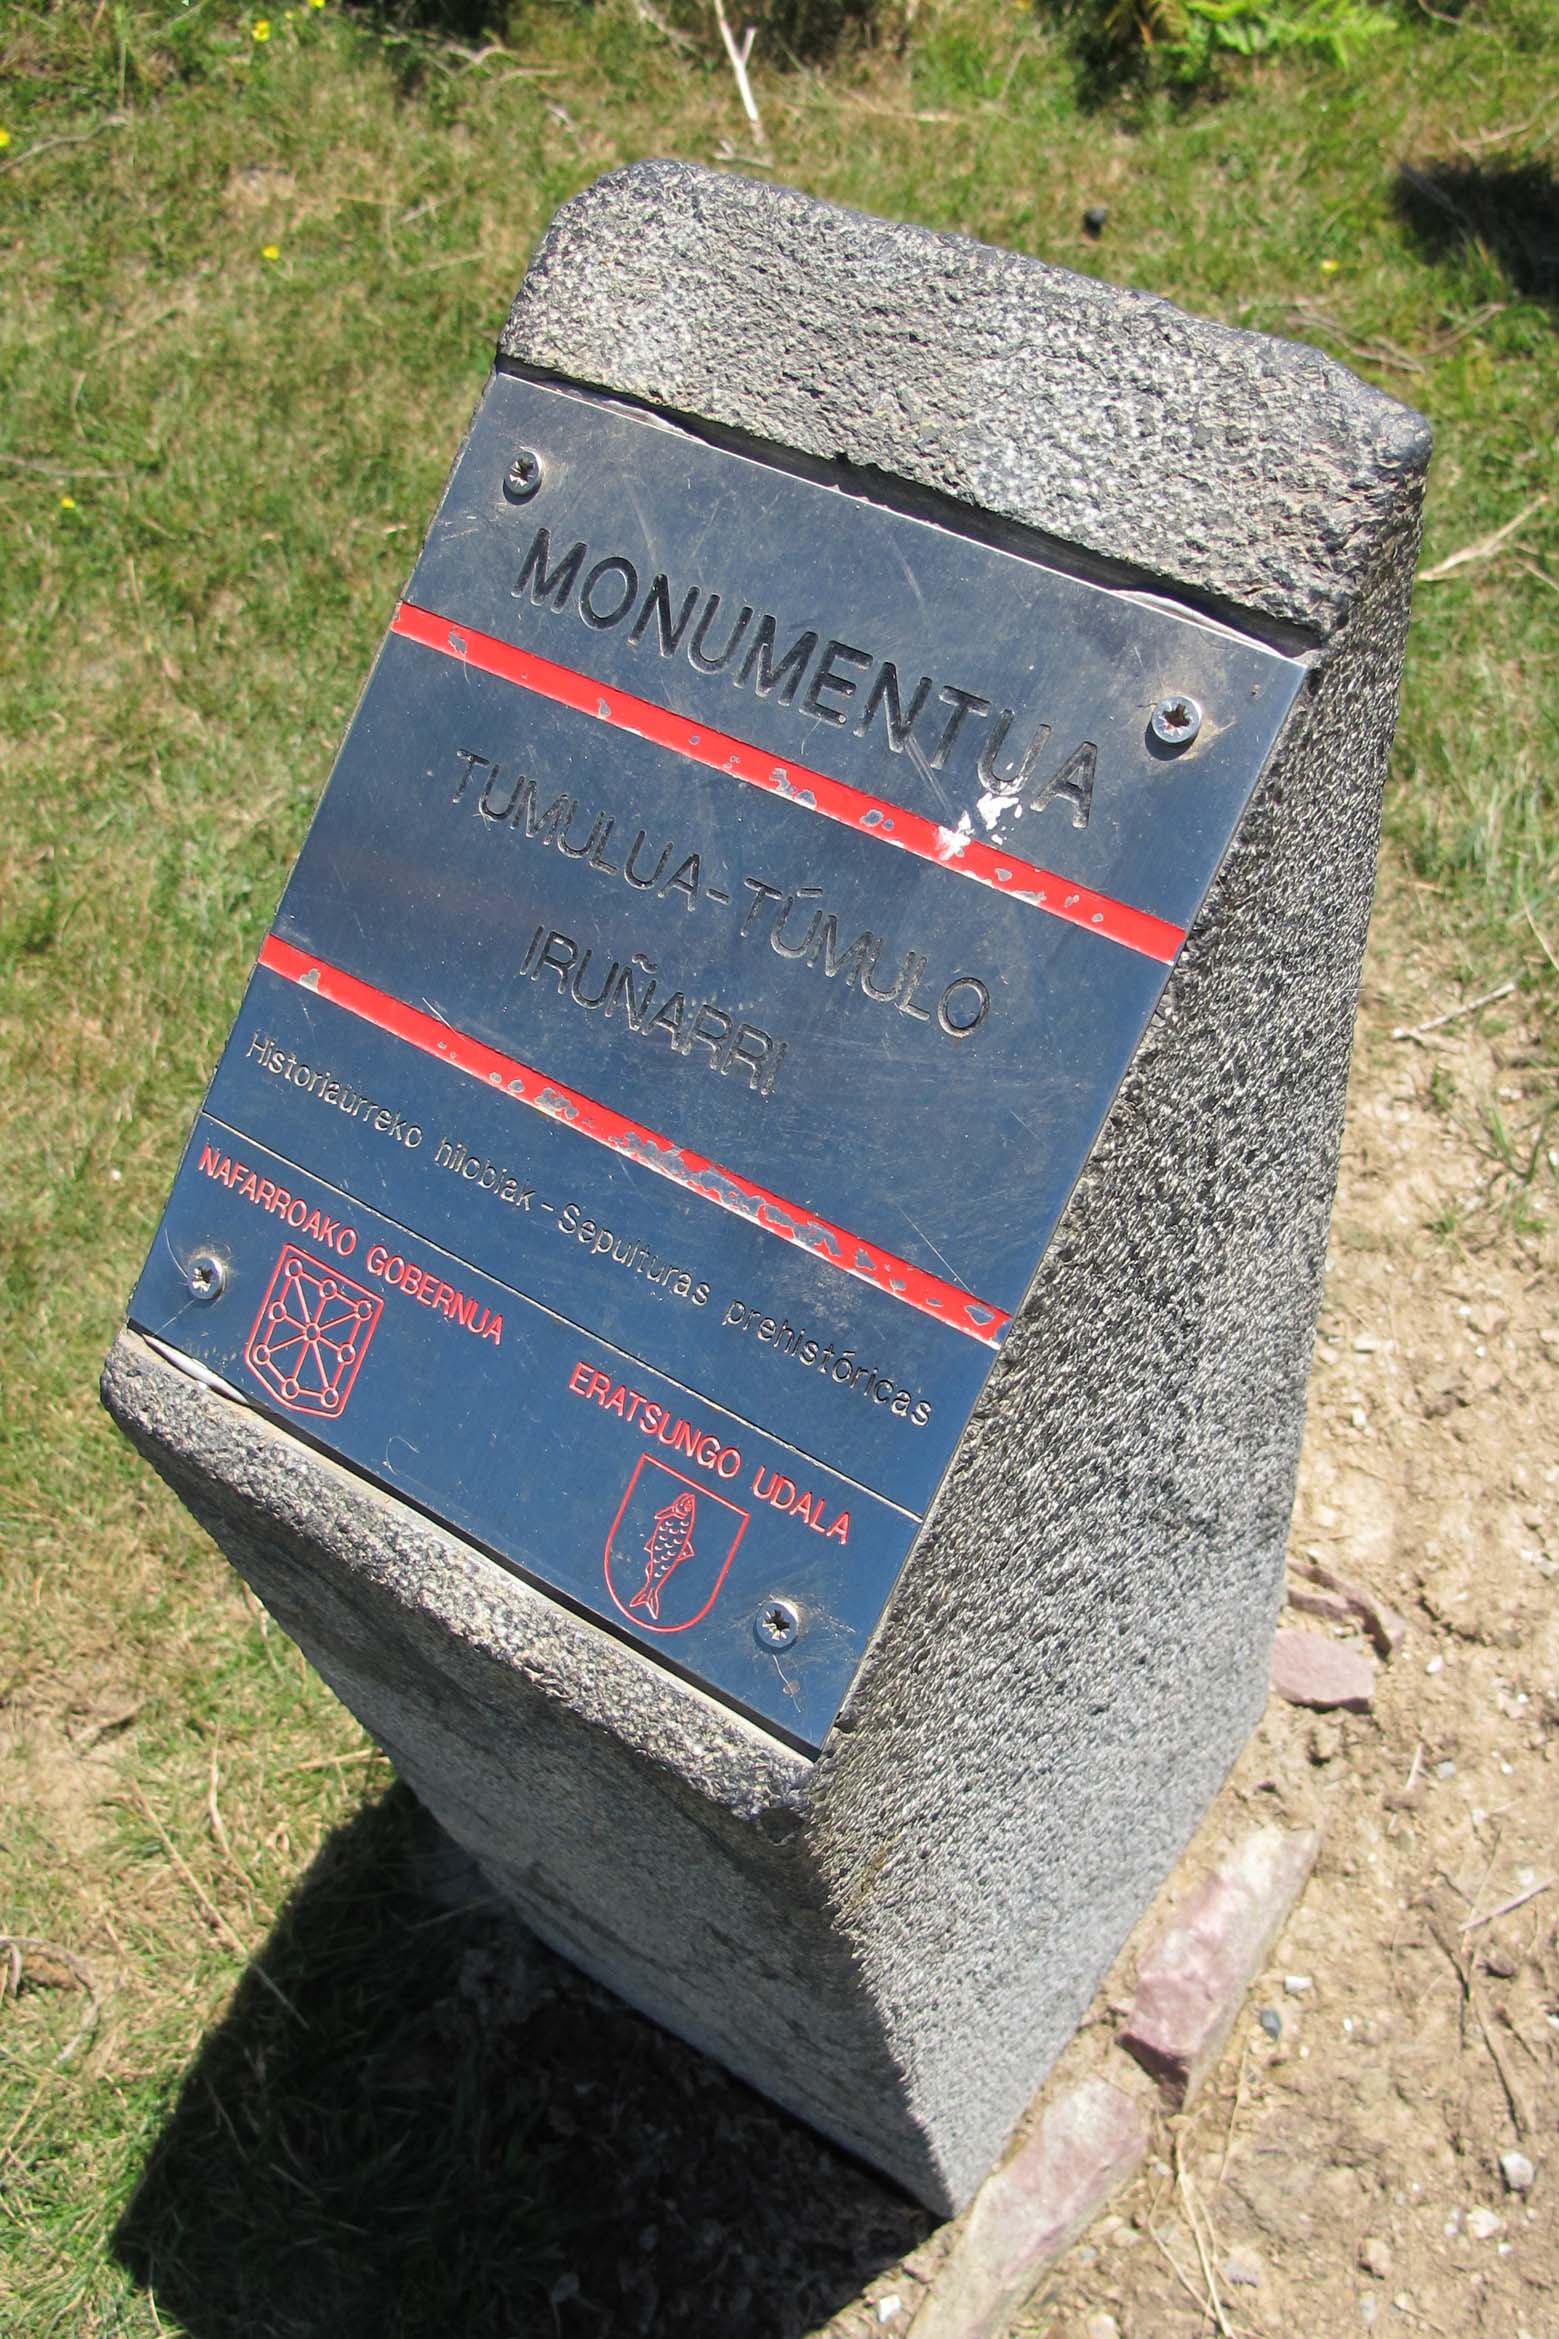 MONUMENTUA
TUMULUA-TÚMULO
IRUÑARRI
Historiaurreko hilobiak - Sepulturas prehistóricas
NAFARROAKO GOBERNUA
ERATSUNGO UDALA